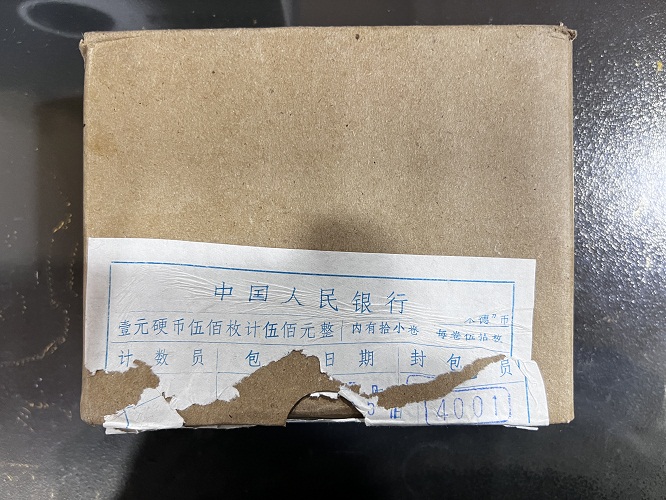 中国人民银行
壹元硬币伍佰枚计伍佰元整 内有拾小卷 每卷伍拾枚
计数员 包 日期 封包 员
4001